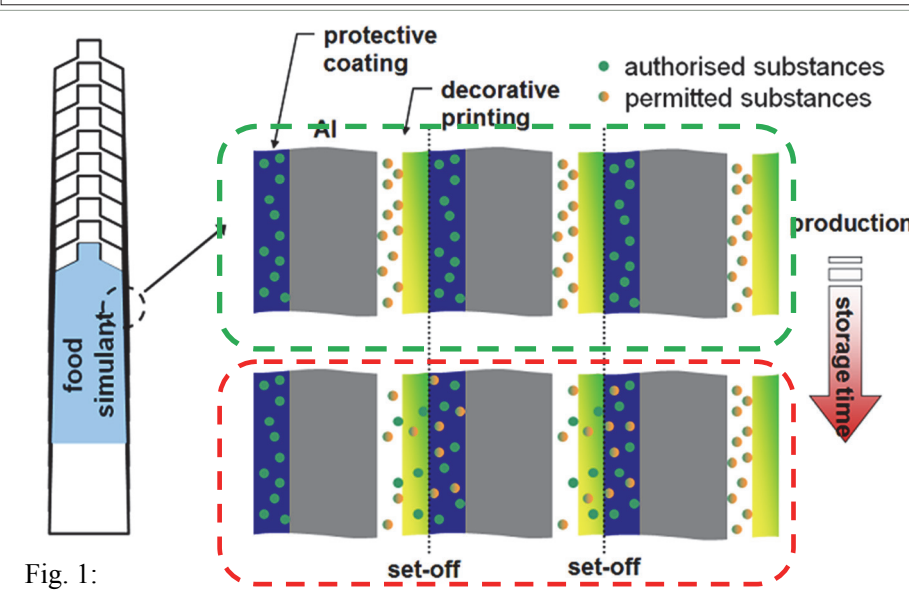 protective
coating
decorative
printing
authorised substances
permitted substances
Al
production
storage time
food
simulant
set-off
set-off
Fig. 1: